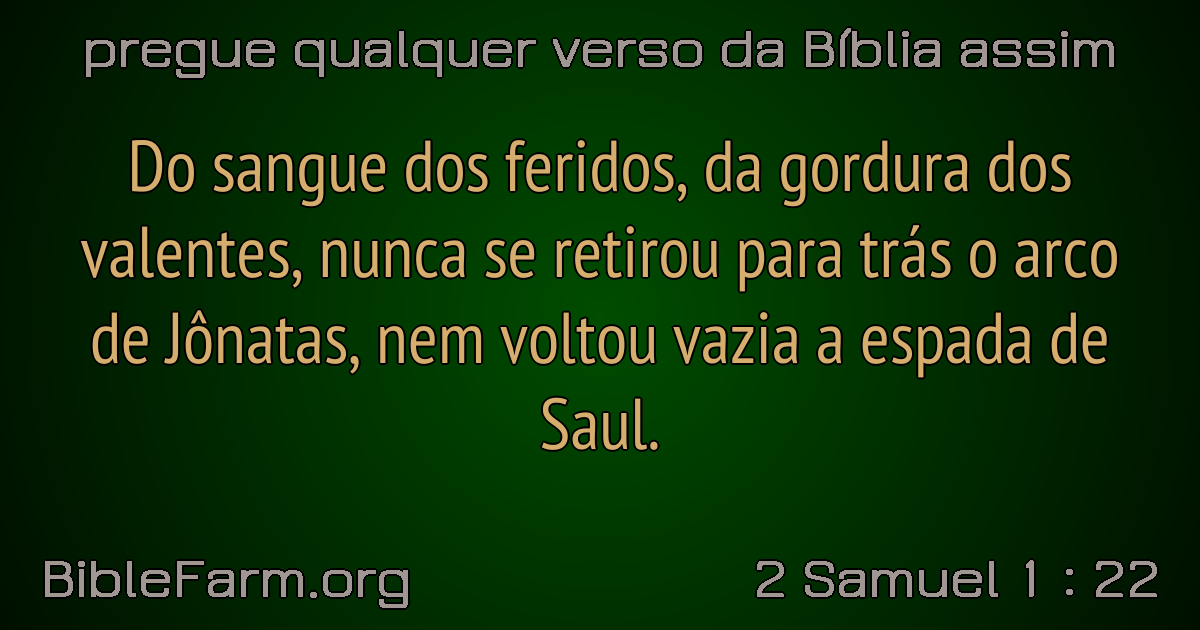 pregue qualquer verso da Bíblia assim
Do sangue dos feridos, da gordura dos
valentes, nunca se retirou para trás o arco
de Jônatas, nem voltou vazia a espada de
Saul.
BibleFarm.org
2 Samuel 1 : 22